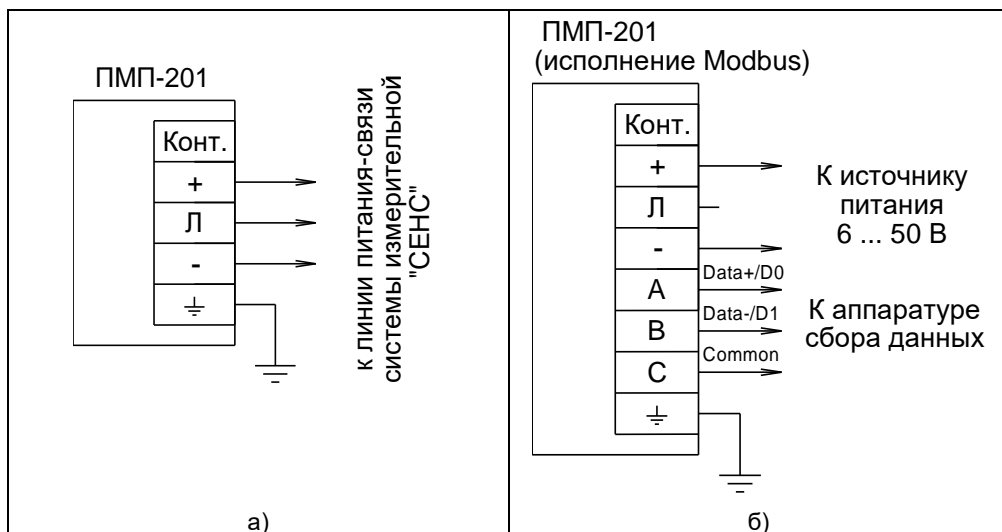 ПМП-201
Конт.
+
Л
-
к линии питания-связи
системы измерительной
"СЕНС"
а)
ПМП-201
(исполнение Modbus)
Конт.
+
Л
-
А
В
С
К источнику
питания
6 ... 50 В
Data+/D0
Data-/D1
Common
К аппаратуре
сбора данных
б)